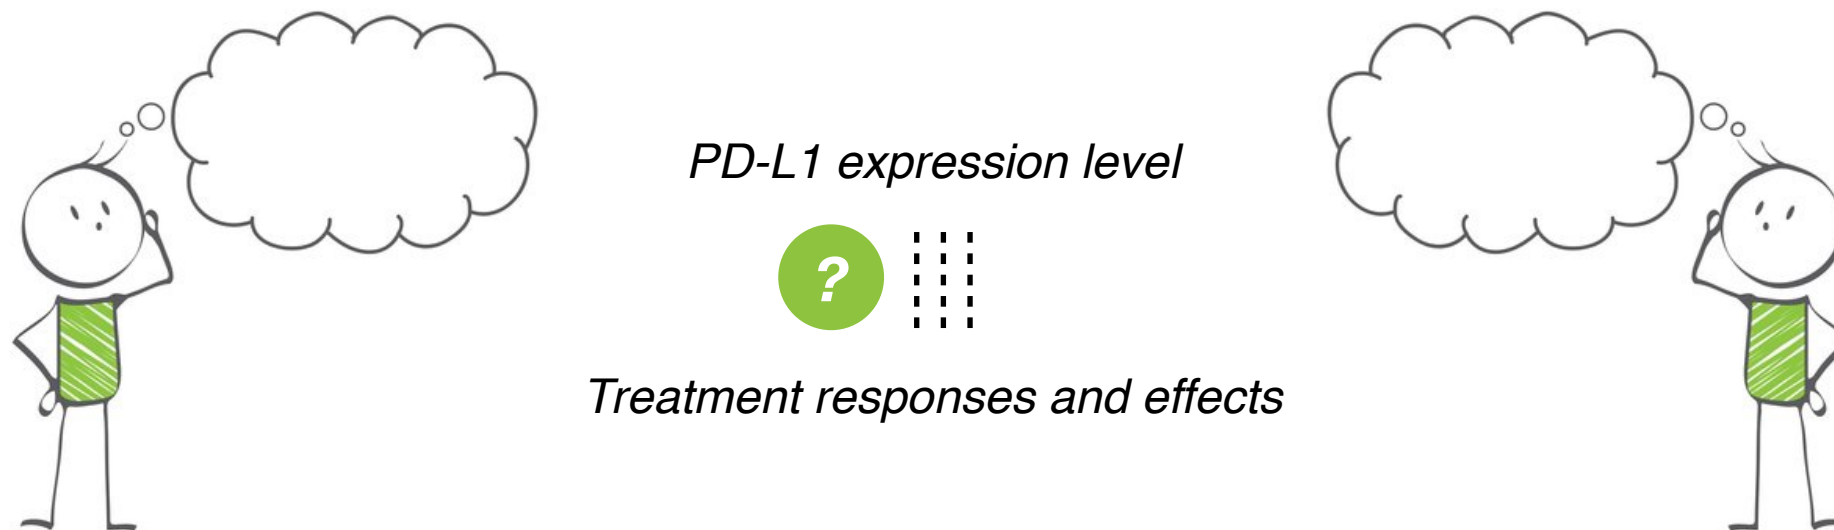 PD-L1 expression level
?
Treatment responses and effects